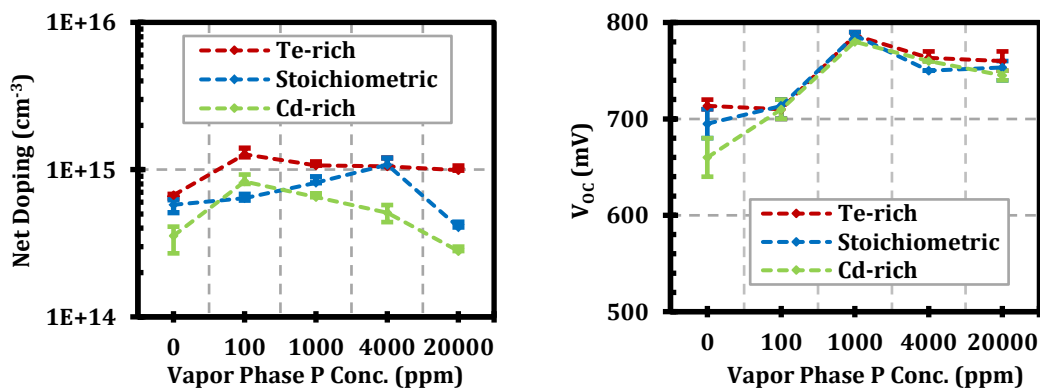 1E+16
1E+15
1E+14
Net Doping (cm⁻³)
Te-rich
Stoichiometric
Cd-rich
0 100 1000 4000 20000
Vapor Phase P Conc. (ppm)
800
700
600
500
V_OC (mV)
Te-rich
Stoichiometric
Cd-rich
0 100 1000 4000 20000
Vapor Phase P Conc. (ppm)